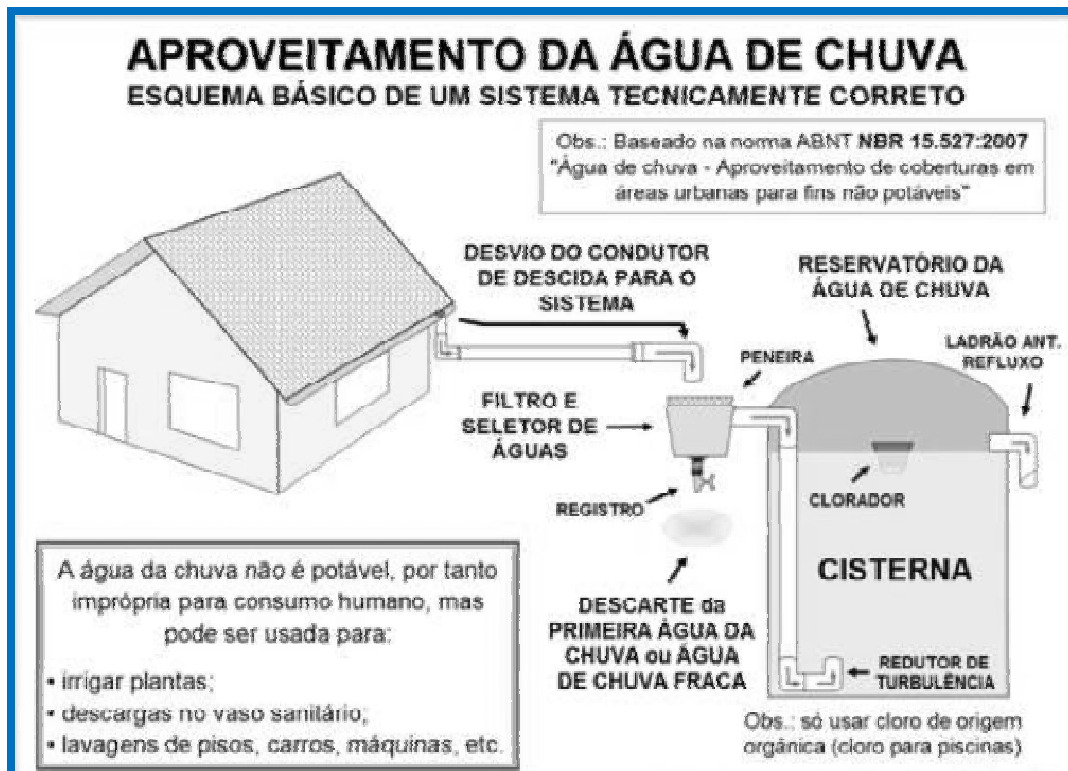 APROVEITAMENTO DA ÁGUA DE CHUVA
ESQUEMA BÁSICO DE UM SISTEMA TECNICAMENTE CORRETO
Obs.: Baseado na norma ABNT NBR 15.527:2007
"Água de chuva - Aproveitamento de coberturas em
áreas urbanas para fins não potáveis"
DESVIO DO CONDUTOR
DE DESCIDA PARA O
SISTEMA
RESERVATÓRIO DA
ÁGUA DE CHUVA
LADRÃO ANT.
REFLUXO
PENEIRA
FILTRO E
SELETOR DE
ÁGUAS
REGISTRO
CLORADOR
CISTERNA
DESCARTE da
PRIMEIRA ÁGUA DA
CHUVA ou ÁGUA
DE CHUVA FRACA
REDUTOR DE
TURBULÊNCIA
A água da chuva não é potável, por tanto
imprópria para consumo humano, mas
pode ser usada para:
• irrigar plantas;
• descargas no vaso sanitário;
• lavagens de pisos, carros, máquinas, etc.
Obs.: só usar cloro de origem
orgânica (cloro para piscinas)